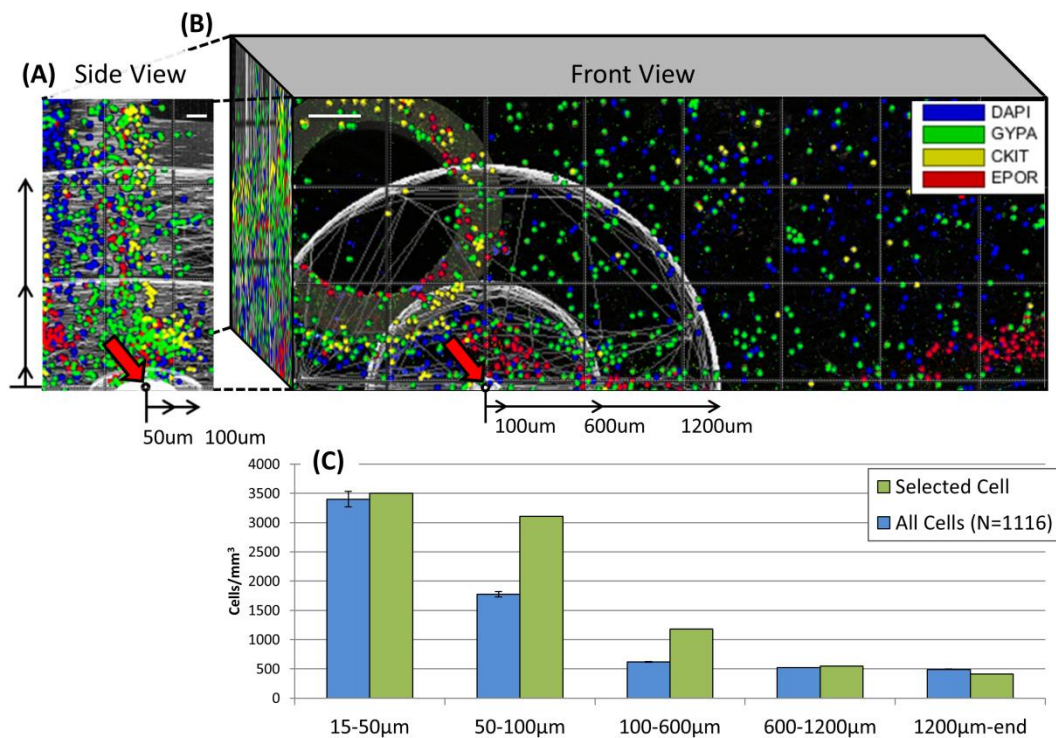 (B)
(A) Side View
Front View
DAPI
GYPA
CKIT
EPOR
50um 100um
100um 600um 1200um
(C)
4000
3500
3000
2500
2000
1500
1000
500
0
Cells/mm³
Selected Cell
All Cells (N=1116)
15-50µm 50-100µm 100-600µm 600-1200µm 1200µm-end